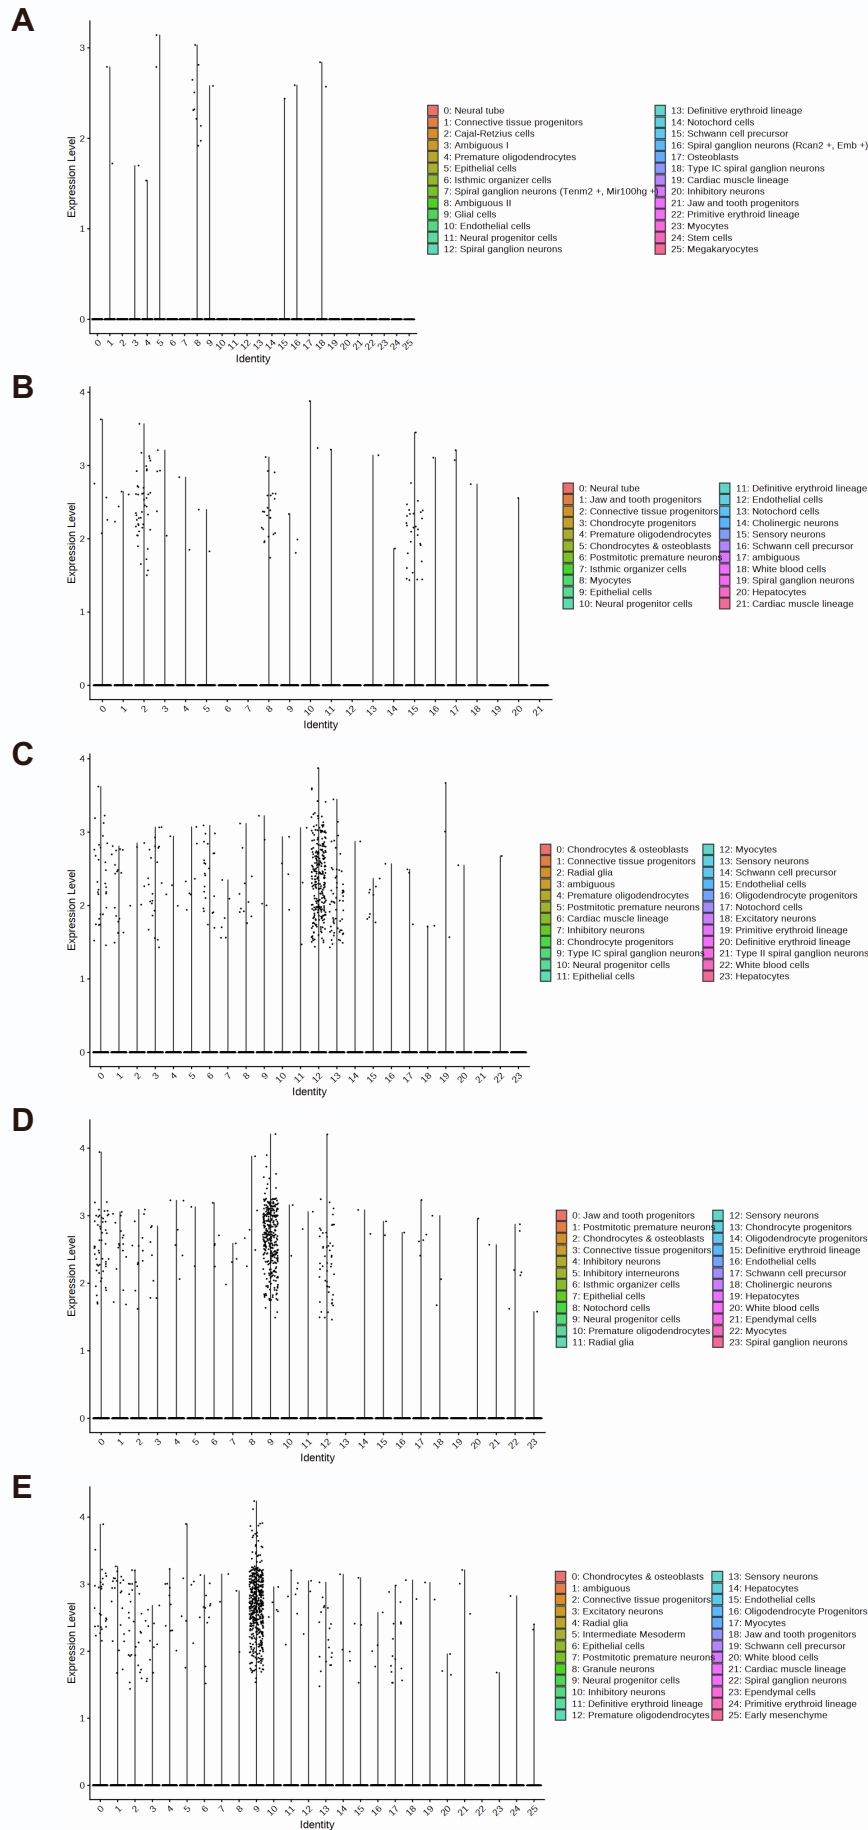 A
Expression Level
3
2
1
0
0 1 2 3 4 5 6 7 8 9 10 11 12 13 14 15 16 17 18 19 20 21 22 23 24 25
Identity
0: Neural tube
1: Connective tissue progenitors
2: Cajal-Retzius cells
3: Ambiguous I
4: Premature oligodendrocytes
5: Epithelial cells
6: Isthmic organizer cells
7: Spiral ganglion neurons (Tenm2 +, Mir100hg +)
8: Ambiguous II
9: Glial cells
10: Endothelial cells
11: Neural progenitor cells
12: Spiral ganglion neurons
13: Definitive erythroid lineage
14: Notochord cells
15: Schwann cell precursor
16: Spiral ganglion neurons (Rcan2 +, Emb +)
17: Osteoblasts
18: Type IC spiral ganglion neurons
19: Cardiac muscle lineage
20: Inhibitory neurons
21: Jaw and tooth progenitors
22: Primitive erythroid lineage
23: Myocytes
24: Stem cells
25: Megakaryocytes
B
Expression Level
4
3
2
1
0
0 1 2 3 4 5 6 7 8 9 10 11 12 13 14 15 16 17 18 19 20 21
Identity
0: Neural tube
1: Jaw and tooth progenitors
2: Connective tissue progenitors
3: Chondrocyte progenitors
4: Premature oligodendrocytes
5: Chondrocytes & osteoblasts
6: Postmitotic premature neurons
7: Isthmic organizer cells
8: Myocytes
9: Epithelial cells
10: Neural progenitor cells
11: Definitive erythroid lineage
12: Endothelial cells
13: Notochord cells
14: Cholinergic neurons
15: Sensory neurons
16: Schwann cell precursor
17: ambiguous
18: White blood cells
19: Spiral ganglion neurons
20: Hepatocytes
21: Cardiac muscle lineage
C
Expression Level
4
3
2
1
0
0 1 2 3 4 5 6 7 8 9 10 11 12 13 14 15 16 17 18 19 20 21 22 23
Identity
0: Chondrocytes & osteoblasts
1: Connective tissue progenitors
2: Radial glia
3: ambiguous
4: Premature oligodendrocytes
5: Postmitotic premature neurons
6: Cardiac muscle lineage
7: Inhibitory neurons
8: Chondrocyte progenitors
9: Type IC spiral ganglion neurons
10: Neural progenitor cells
11: Epithelial cells
12: Myocytes
13: Sensory neurons
14: Schwann cell precursor
15: Endothelial cells
16: Oligodendrocyte progenitors
17: Notochord cells
18: Excitatory neurons
19: Primitive erythroid lineage
20: Definitive erythroid lineage
21: Type II spiral ganglion neurons
22: White blood cells
23: Hepatocytes
D
Expression Level
4
3
2
1
0
0 1 2 3 4 5 6 7 8 9 10 11 12 13 14 15 16 17 18 19 20 21 22 23
Identity
0: Jaw and tooth progenitors
1: Postmitotic premature neurons
2: Chondrocytes & osteoblasts
3: Connective tissue progenitors
4: Inhibitory neurons
5: Inhibitory interneurons
6: Isthmic organizer cells
7: Epithelial cells
8: Notochord cells
9: Neural progenitor cells
10: Premature oligodendrocytes
11: Radial glia
12: Sensory neurons
13: Chondrocyte progenitors
14: Oligodendrocyte progenitors
15: Definitive erythroid lineage
16: Endothelial cells
17: Schwann cell precursor
18: Cholinergic neurons
19: Hepatocytes
20: White blood cells
21: Ependymal cells
22: Myocytes
23: Spiral ganglion neurons
E
Expression Level
4
3
2
1
0
0 1 2 3 4 5 6 7 8 9 10 11 12 13 14 15 16 17 18 19 20 21 22 23 24 25
Identity
0: Chondrocytes & osteoblasts
1: ambiguous
2: Connective tissue progenitors
3: Excitatory neurons
4: Radial glia
5: Intermediate Mesoderm
6: Epithelial cells
7: Postmitotic premature neurons
8: Granule neurons
9: Neural progenitor cells
10: Inhibitory neurons
11: Definitive erythroid lineage
12: Premature oligodendrocytes
13: Sensory neurons
14: Hepatocytes
15: Endothelial cells
16: Oligodendrocyte Progenitors
17: Myocytes
18: Jaw and tooth progenitors
19: Schwann cell precursor
20: White blood cells
21: Cardiac muscle lineage
22: Spiral ganglion neurons
23: Ependymal cells
24: Primitive erythroid lineage
25: Early mesenchyme